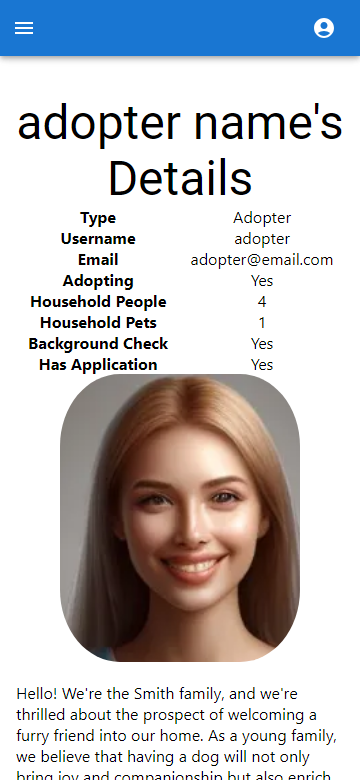 adopter name's
Details
Type Adopter
Username adopter
Email adopter@email.com
Adopting Yes
Household People 4
Household Pets 1
Background Check Yes
Has Application Yes
Hello! We're the Smith family, and we're
thrilled about the prospect of welcoming a
furry friend into our home. As a young family,
we believe that having a dog will not only
bring joy and companionship but also enrich